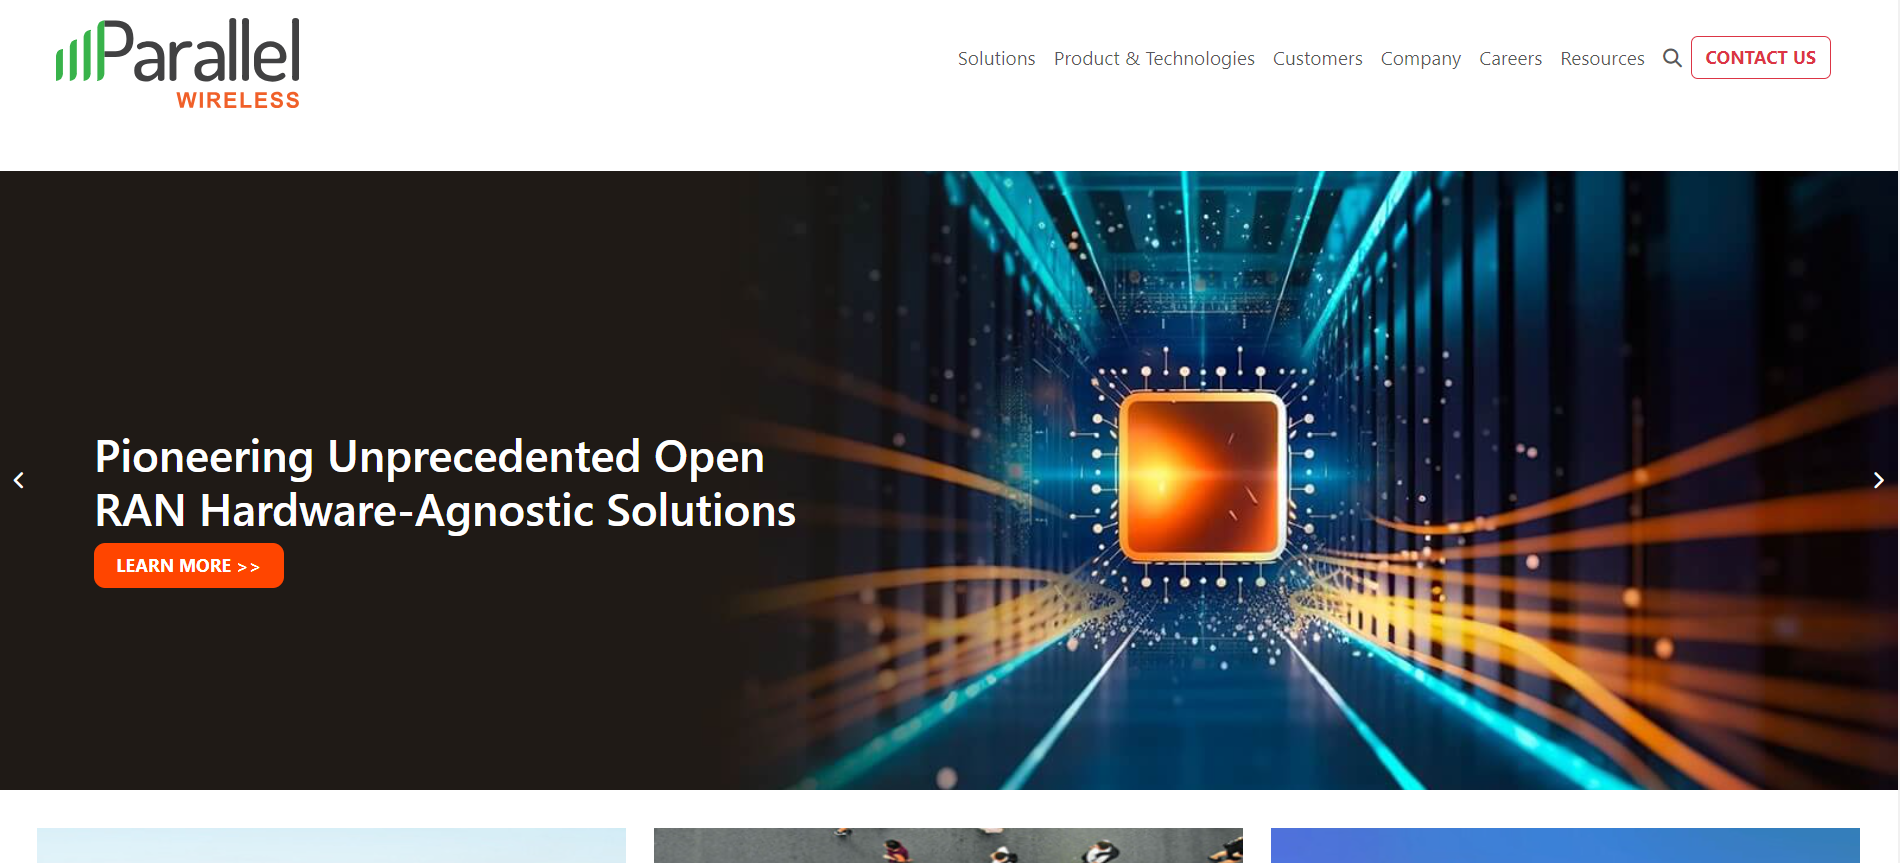 Parallel
WIRELESS
Solutions Product & Technologies Customers Company Careers Resources CONTACT US
Pioneering Unprecedented Open
RAN Hardware-Agnostic Solutions
LEARN MORE >>